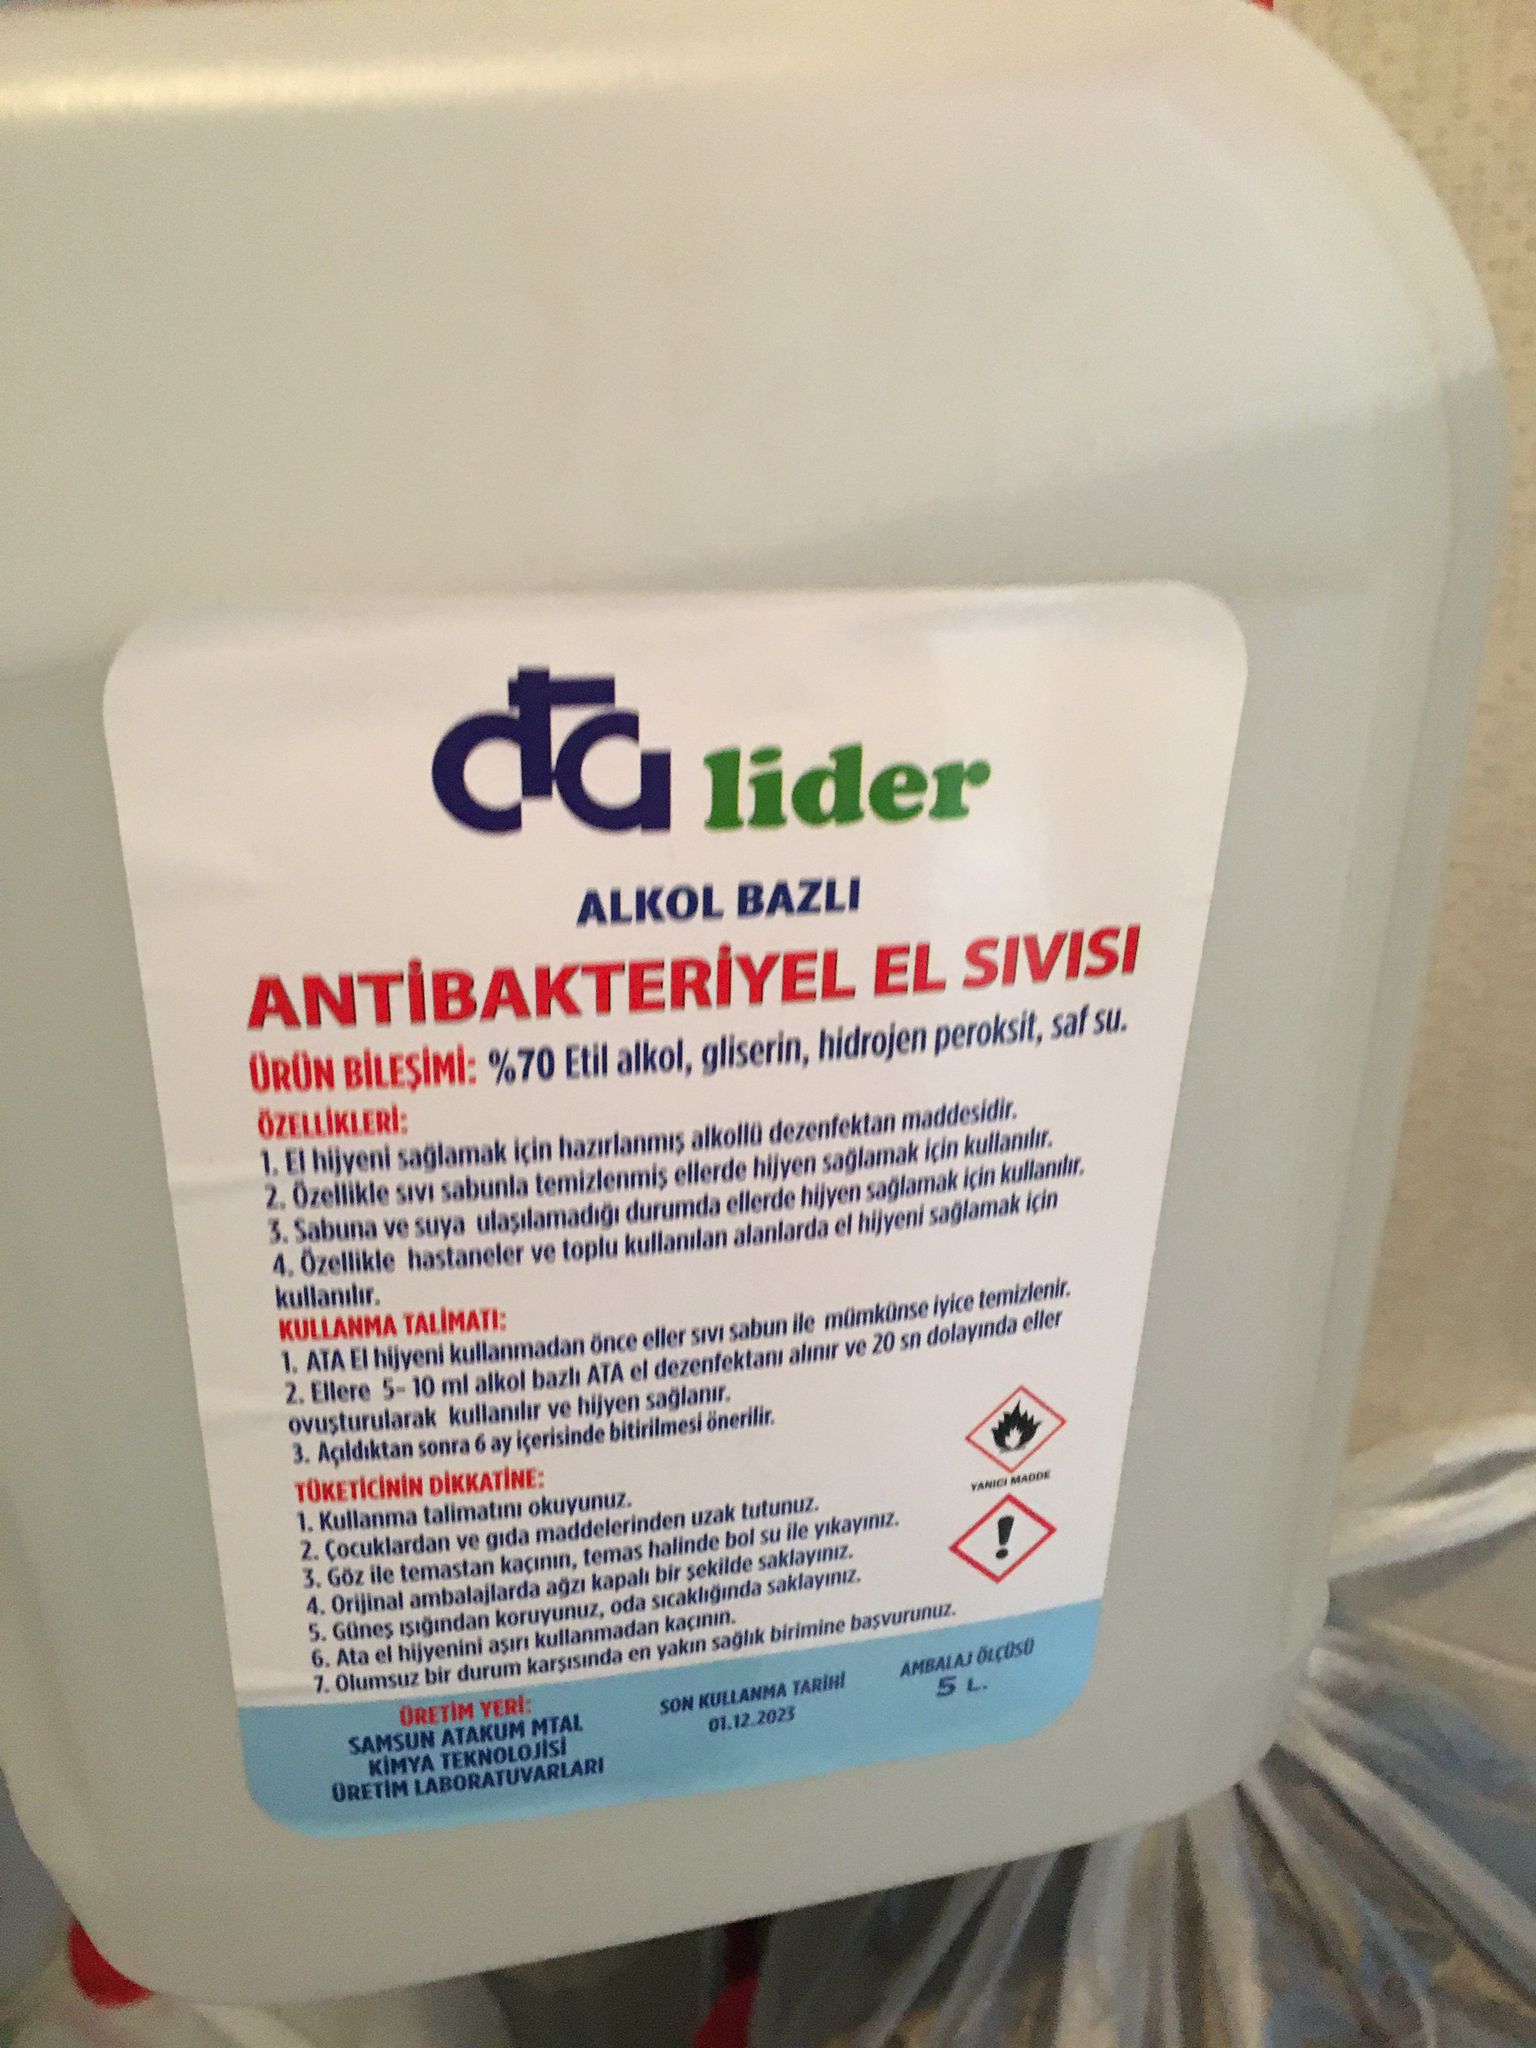 ata lider
ALKOL BAZLI
ANTİBAKTERİYEL EL SIVISI
ÜRÜN BİLEŞİMİ: %70 Etil alkol, gliserin, hidrojen peroksit, saf su.
ÖZELLİKLERİ:
1. El hijyeni sağlamak için hazırlanmış alkollü dezenfektan maddesidir.
2. Özellikle sıvı sabunla temizlenmiş ellerde hijyen sağlamak için kullanılır.
3. Sabuna ve suya ulaşılamadığı durumda ellerde hijyen sağlamak için kullanılır.
4. Özellikle hastaneler ve toplu kullanılan alanlarda el hijyeni sağlamak için
kullanılır.
KULLANMA TALİMATI:
1. ATA El hijyeni kullanmadan önce eller sıvı sabun ile mümkünse iyice temizlenir.
2. Ellere 5- 10 ml alkol bazlı ATA el dezenfektanı alınır ve 20 sn dolayında eller
ovuşturularak kullanılır ve hijyen sağlanır.
3. Açıldıktan sonra 6 ay içerisinde bitirilmesi önerilir.
YANICI MADDE
TÜKETİCİNİN DİKKATİNE:
1. Kullanma talimatını okuyunuz.
2. Çocuklardan ve gıda maddelerinden uzak tutunuz.
3. Göz ile temastan kaçının, temas halinde bol su ile yıkayınız.
4. Orijinal ambalajlarda ağzı kapalı bir şekilde saklayınız.
5. Güneş ışığından koruyunuz, oda sıcaklığında saklayınız.
6. Ata el hijyenini aşırı kullanmadan kaçının.
7. Olumsuz bir durum karşısında en yakın sağlık birimine başvurunuz.
ÜRETİM YERİ:
SAMSUN ATAKUM MTAL
KİMYA TEKNOLOJİSİ
ÜRETİM LABORATUVARLARI
SON KULLANMA TARİHİ
01.12.2023
AMBALAJ ÖLÇÜSÜ
5 L.